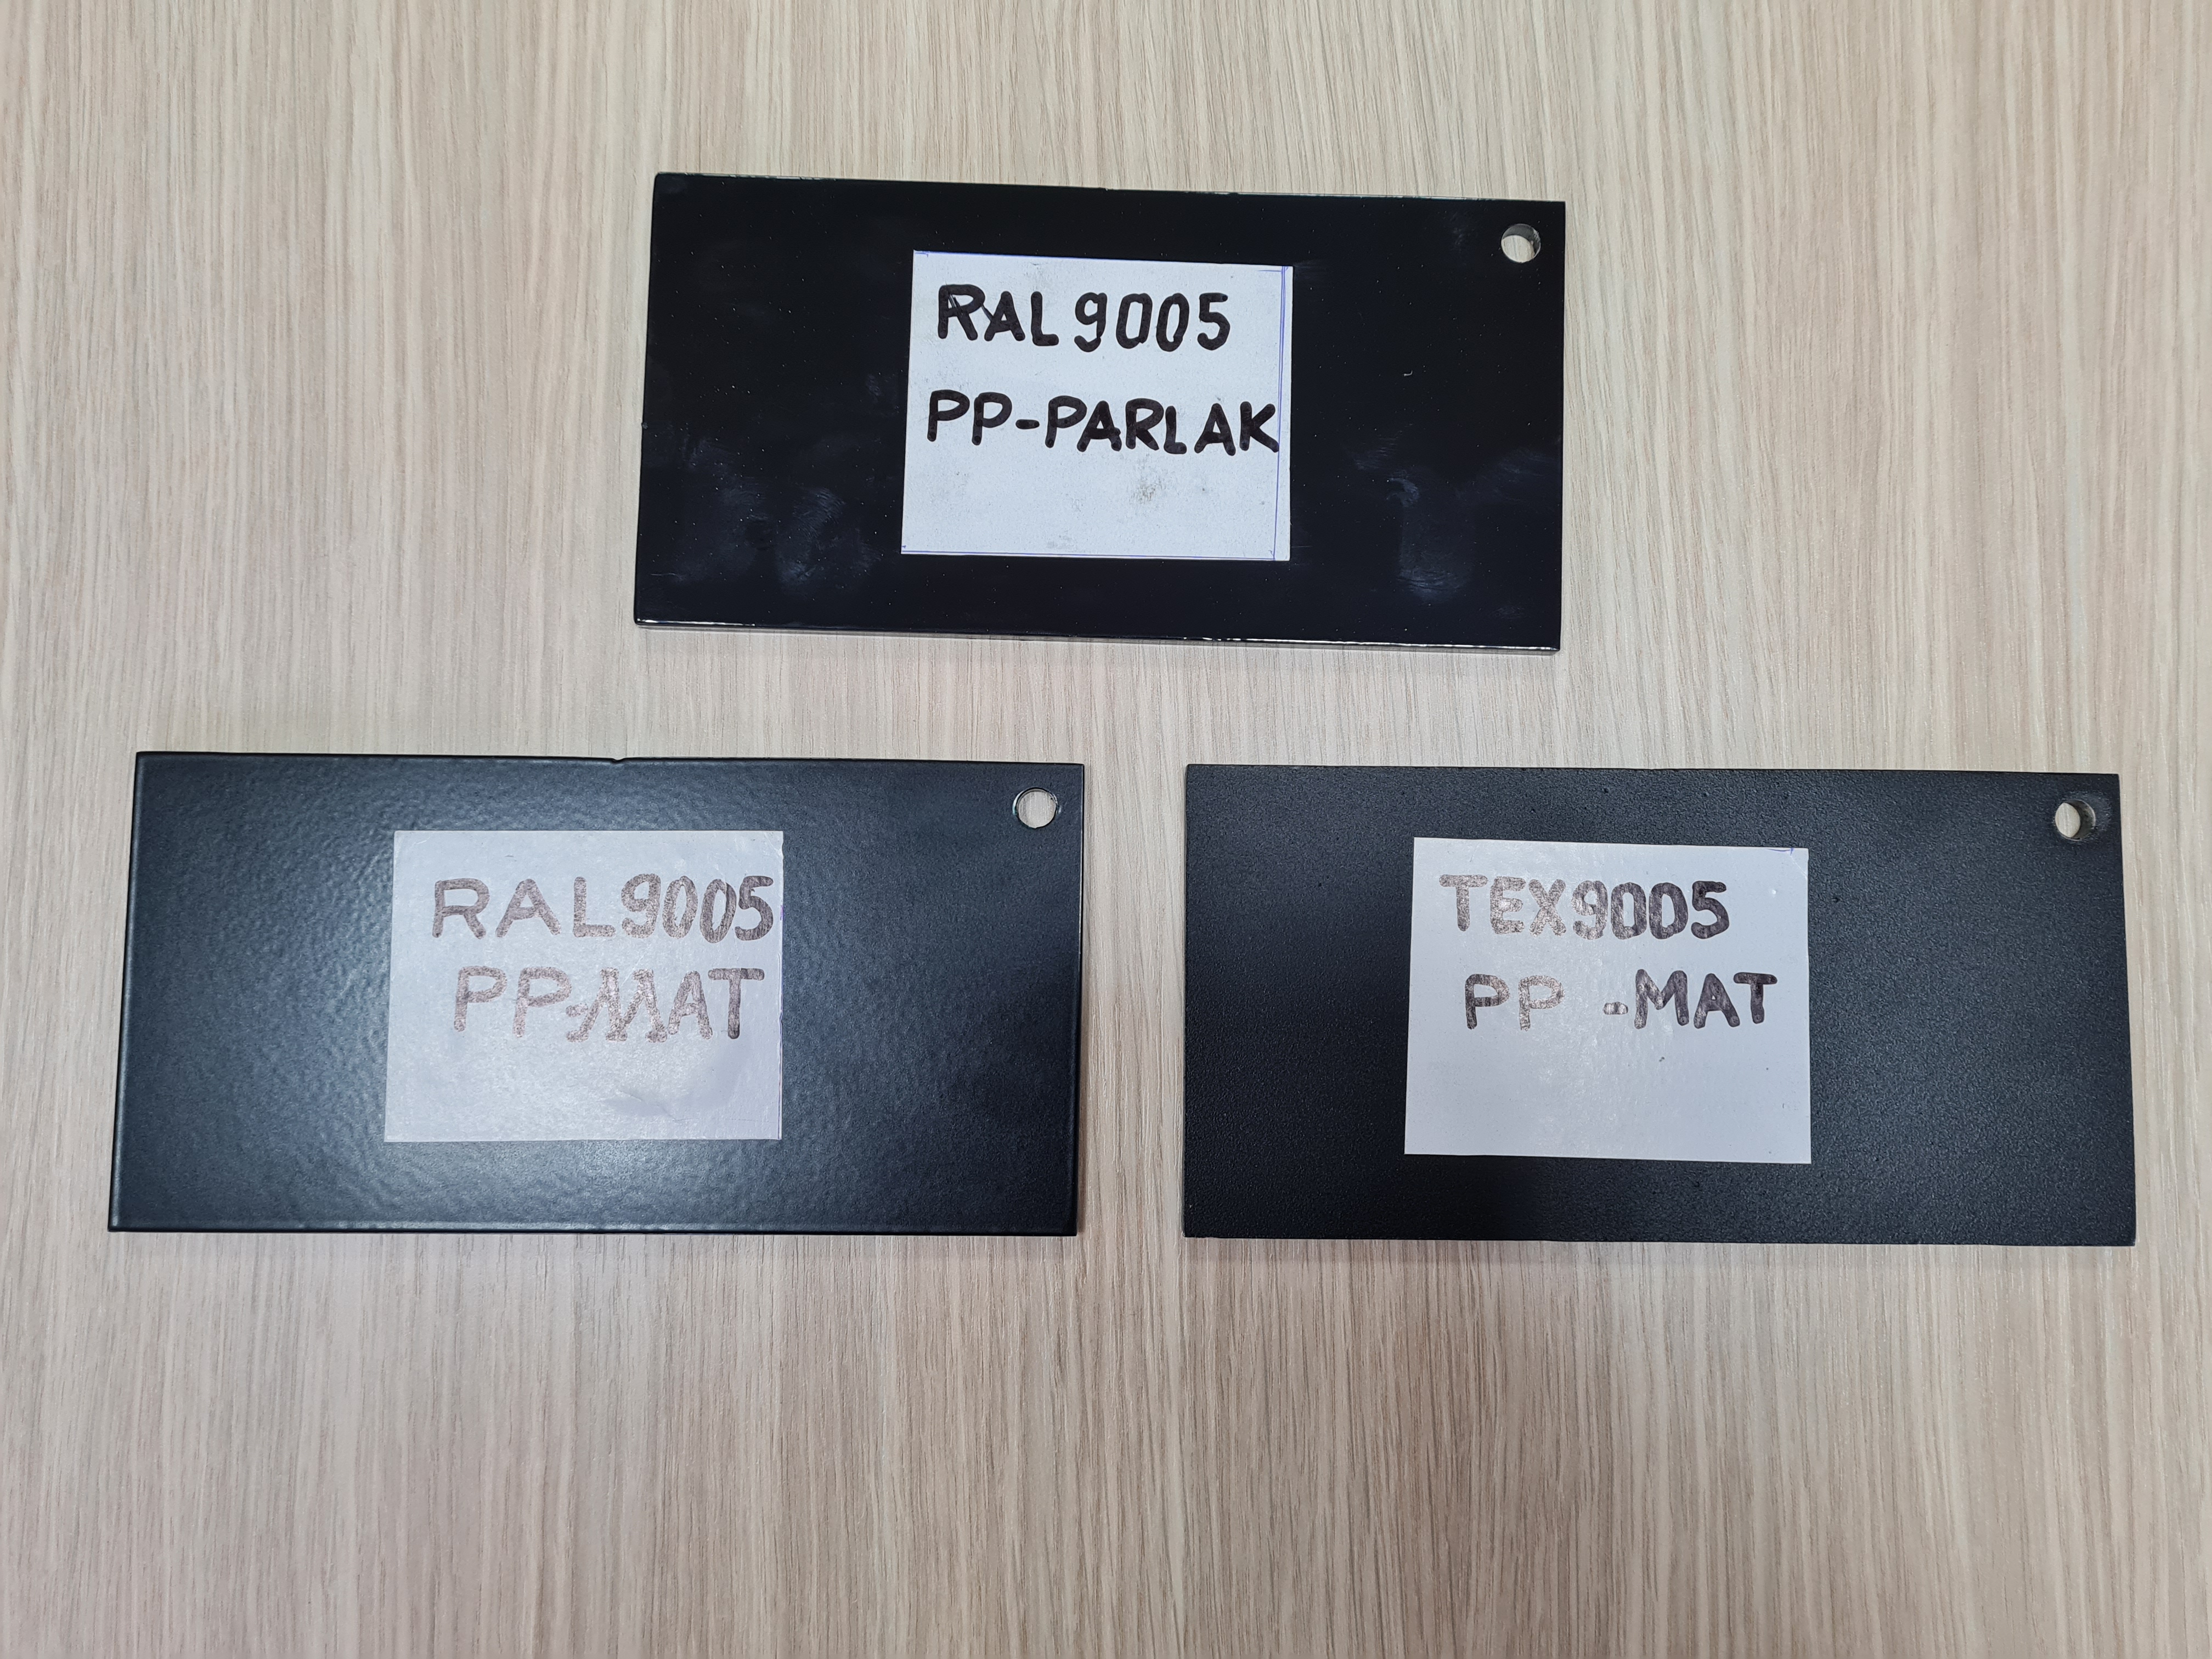 RAL 9005
PP-PARLAK
RAL9005
PP-MAT
TEX9005
PP -MAT